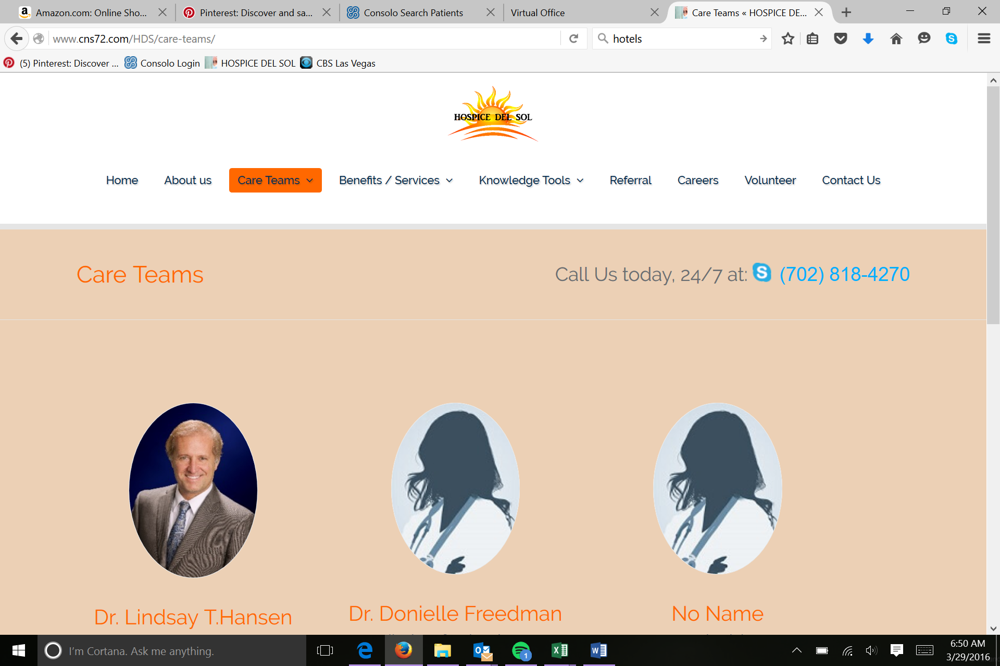 Amazon.com: Online Sho...
Pinterest: Discover and sa...
Consolo Search Patients
Virtual Office
Care Teams « HOSPICE DE...
www.cns72.com/HDS/care-teams/
hotels
(5) Pinterest: Discover ...
Consolo Login
HOSPICE DEL SOL
CBS Las Vegas
HOSPICE DEL SOL
Home
About us
Care Teams
Benefits / Services
Knowledge Tools
Referral
Careers
Volunteer
Contact Us
Care Teams
Call Us today, 24/7 at: (702) 818-4270
Dr. Lindsay T.Hansen
Dr. Donielle Freedman
No Name
I'm Cortana. Ask me anything.
1
6:50 AM
3/29/2016